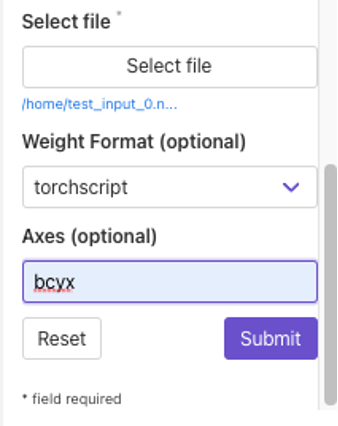 Select file *
Select file
/home/test_input_0.n...
Weight Format (optional)
torchscript
Axes (optional)
bcyx
Reset Submit
* field required